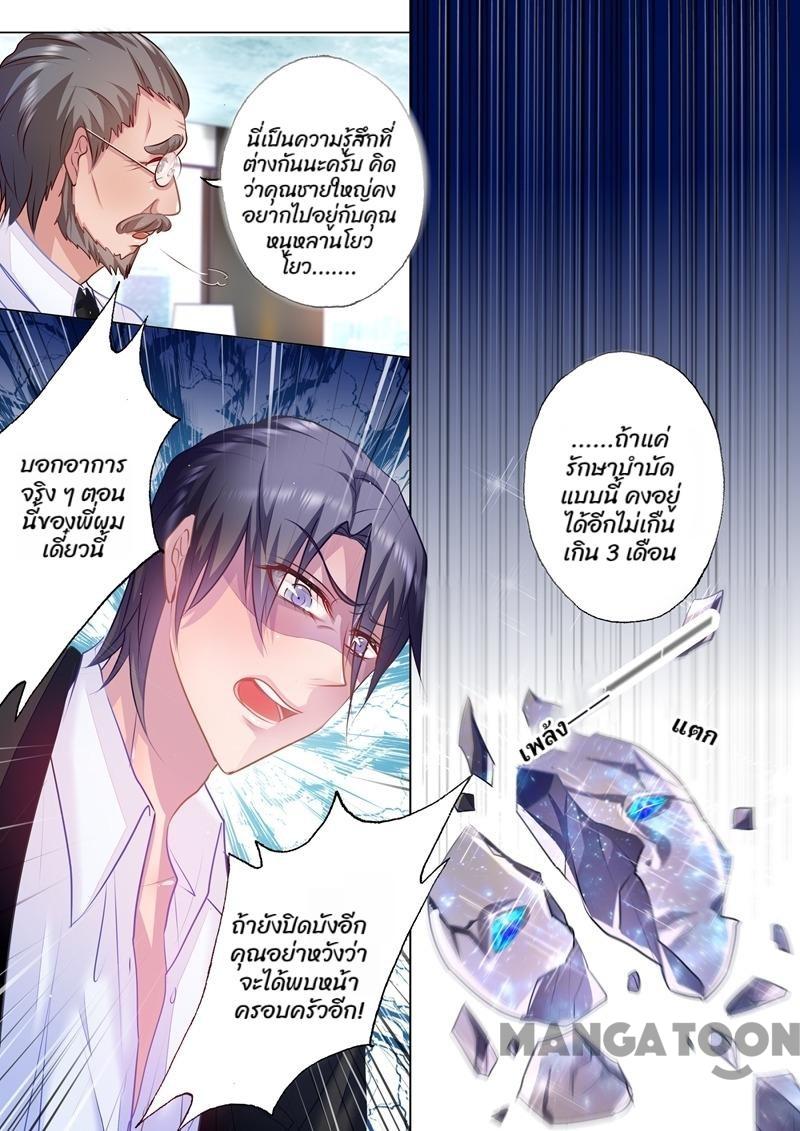 นี่เป็นความรู้สึกที่
ต่างกันนะครับ คิด
ว่าคุณชายใหญ่คง
อยากไปอยู่กับคุณ
หนูหลานโยว
โยว.......
บอกอาการ
จริง ๆ ตอน
นี้ของพี่ผม
เดี๋ยวนี้
ถ้ายังปิดบังอีก
คุณอย่าหวังว่า
จะได้พบหน้า
ครอบครัวอีก!
......ถ้าแค่
รักษาบำบัด
แบบนี้ คงอยู่
ได้อีกไม่เกืน
เกิน 3 เดือน
เพล้ง——
แตก
MANGATOON